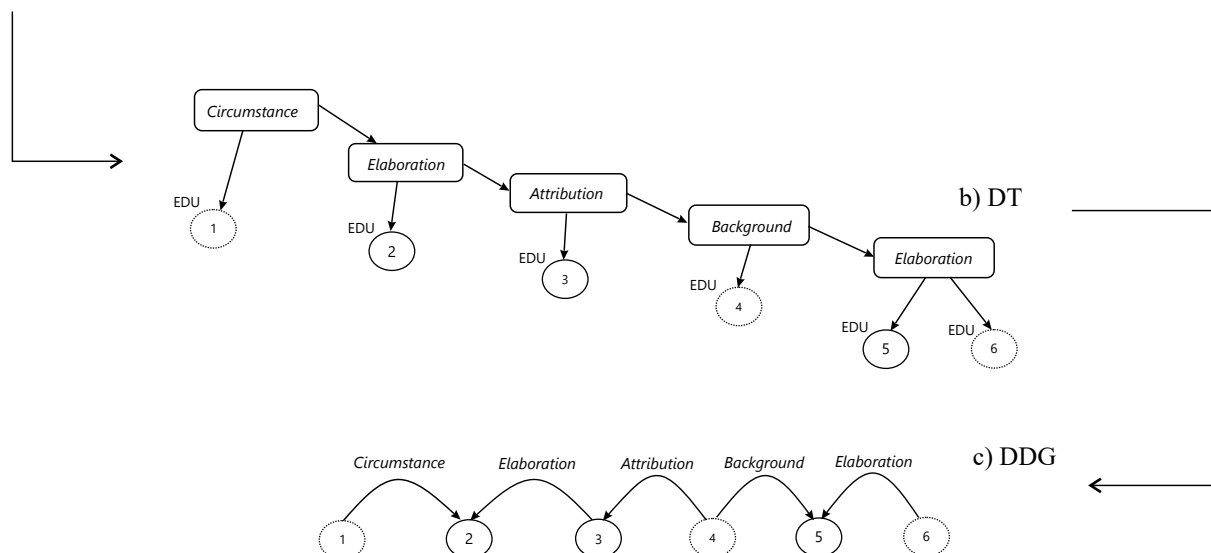 Circumstance
Elaboration
Attribution
Background
Elaboration
b) DT
EDU
1
EDU
2
EDU
3
EDU
4
EDU
5
EDU
6
c) DDG
Circumstance
Elaboration
Attribution
Background
Elaboration
1
2
3
4
5
6